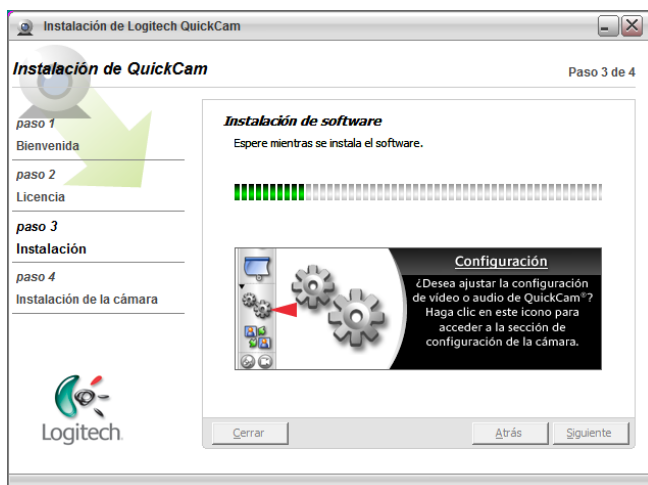 Instalación de Logitech QuickCam
Instalación de QuickCam
Paso 3 de 4
paso 1
Bienvenida
paso 2
Licencia
paso 3
Instalación
paso 4
Instalación de la cámara
Logitech
Instalación de software
Espere mientras se instala el software.
Configuración
¿Desea ajustar la configuración
de vídeo o audio de QuickCam®?
Haga clic en este icono para
acceder a la sección de
configuración de la cámara.
Cerrar
Atrás
Siguiente